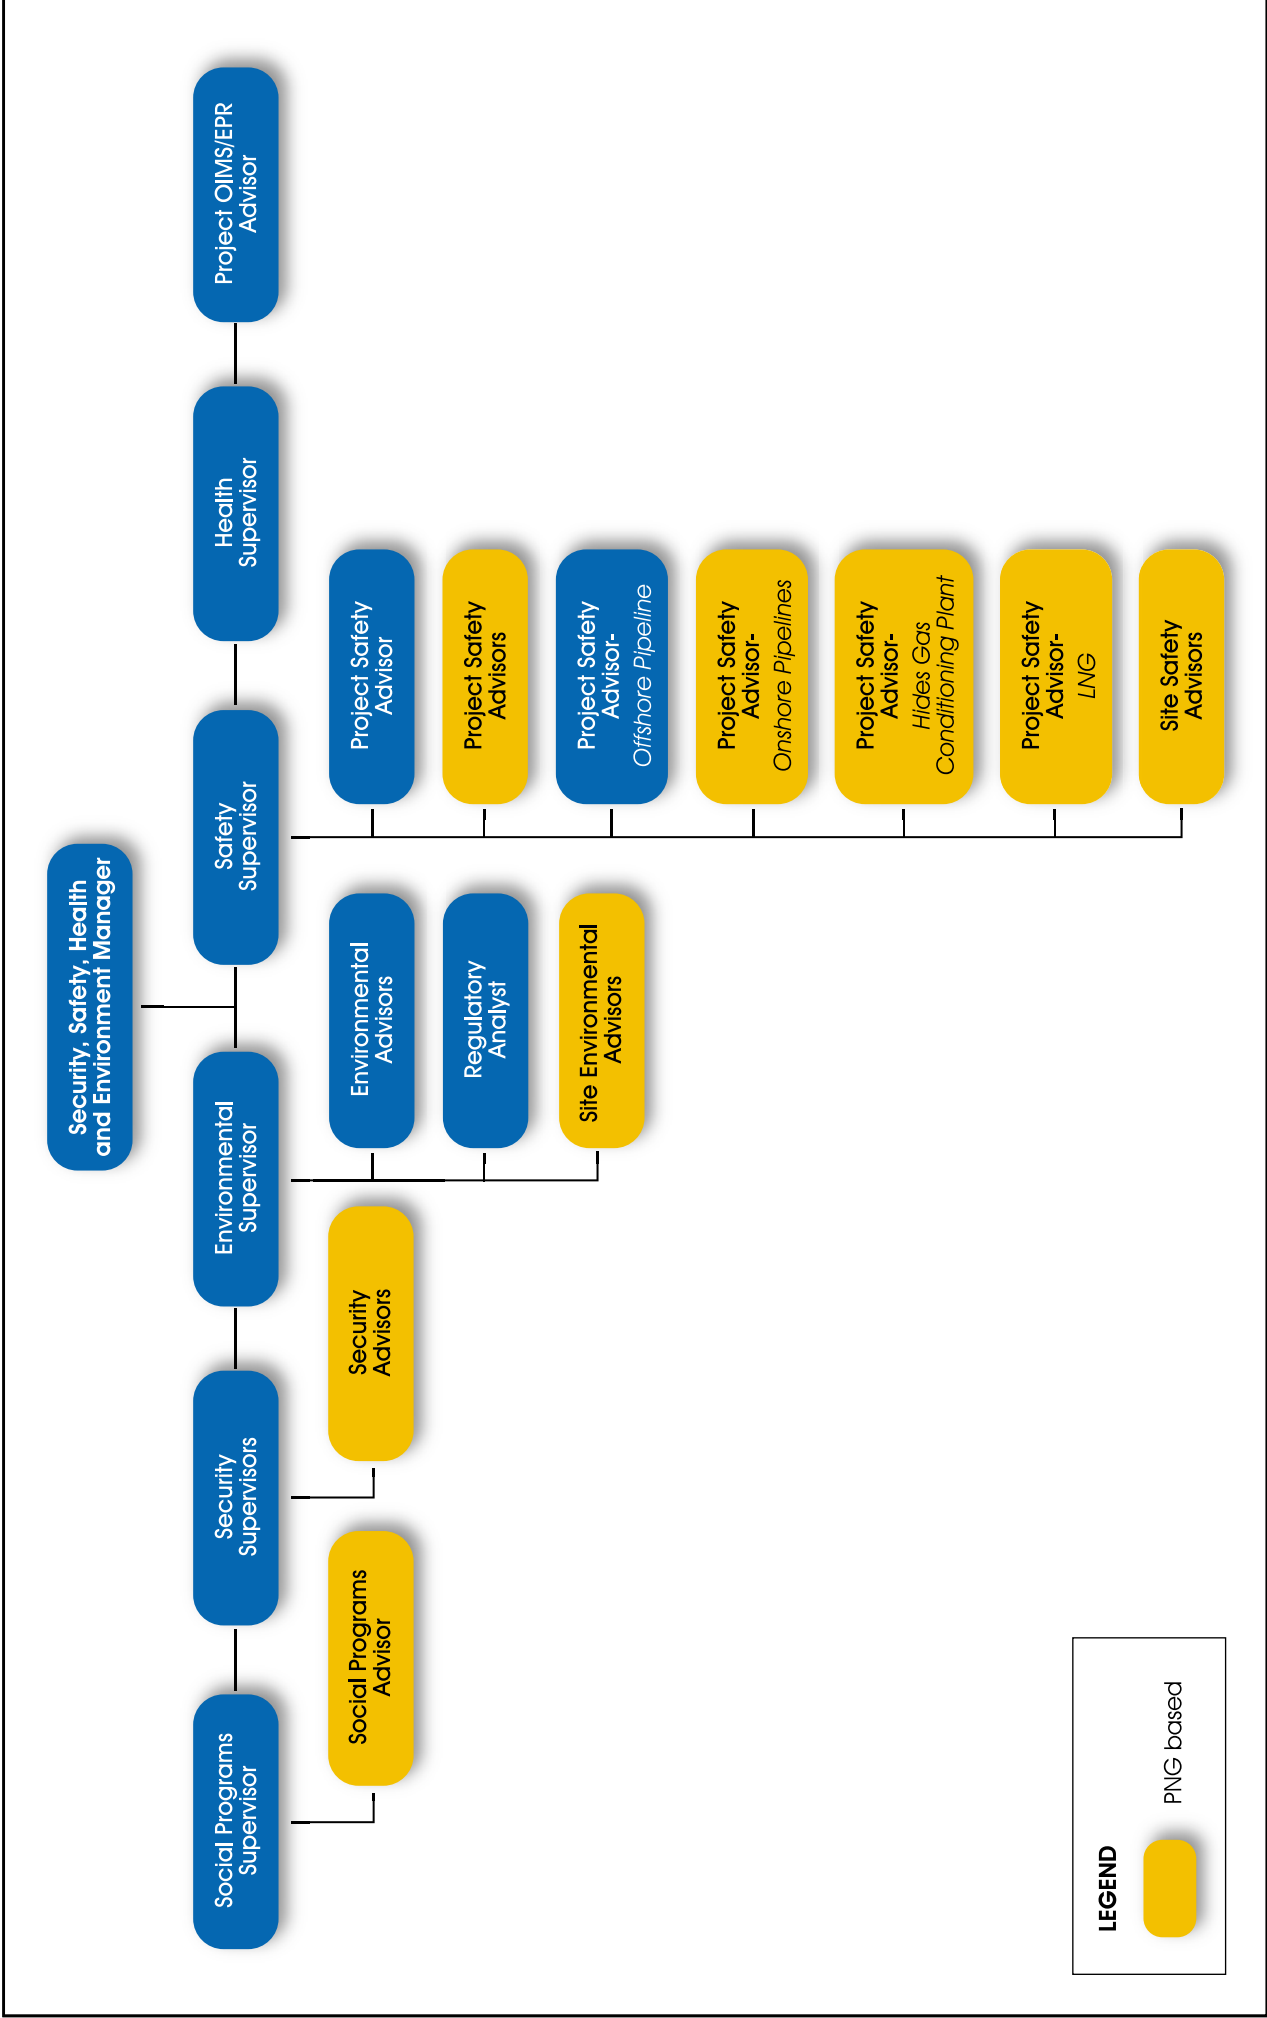 Security, Safety, Health
and Environment Manager
Social Programs
Supervisor
Security
Supervisors
Environmental
Supervisor
Safety
Supervisor
Health
Supervisor
Project OIMS/EPR
Advisor
Social Programs
Advisor
Security
Advisors
Environmental
Advisors
Regulatory
Analyst
Site Environmental
Advisors
Project Safety
Advisor
Project Safety
Advisors
Project Safety
Advisor-
Offshore Pipeline
Project Safety
Advisor-
Onshore Pipelines
Project Safety
Advisor-
Hides Gas
Conditioning Plant
Project Safety
Advisor-
LNG
Site Safety
Advisors
LEGEND
PNG based